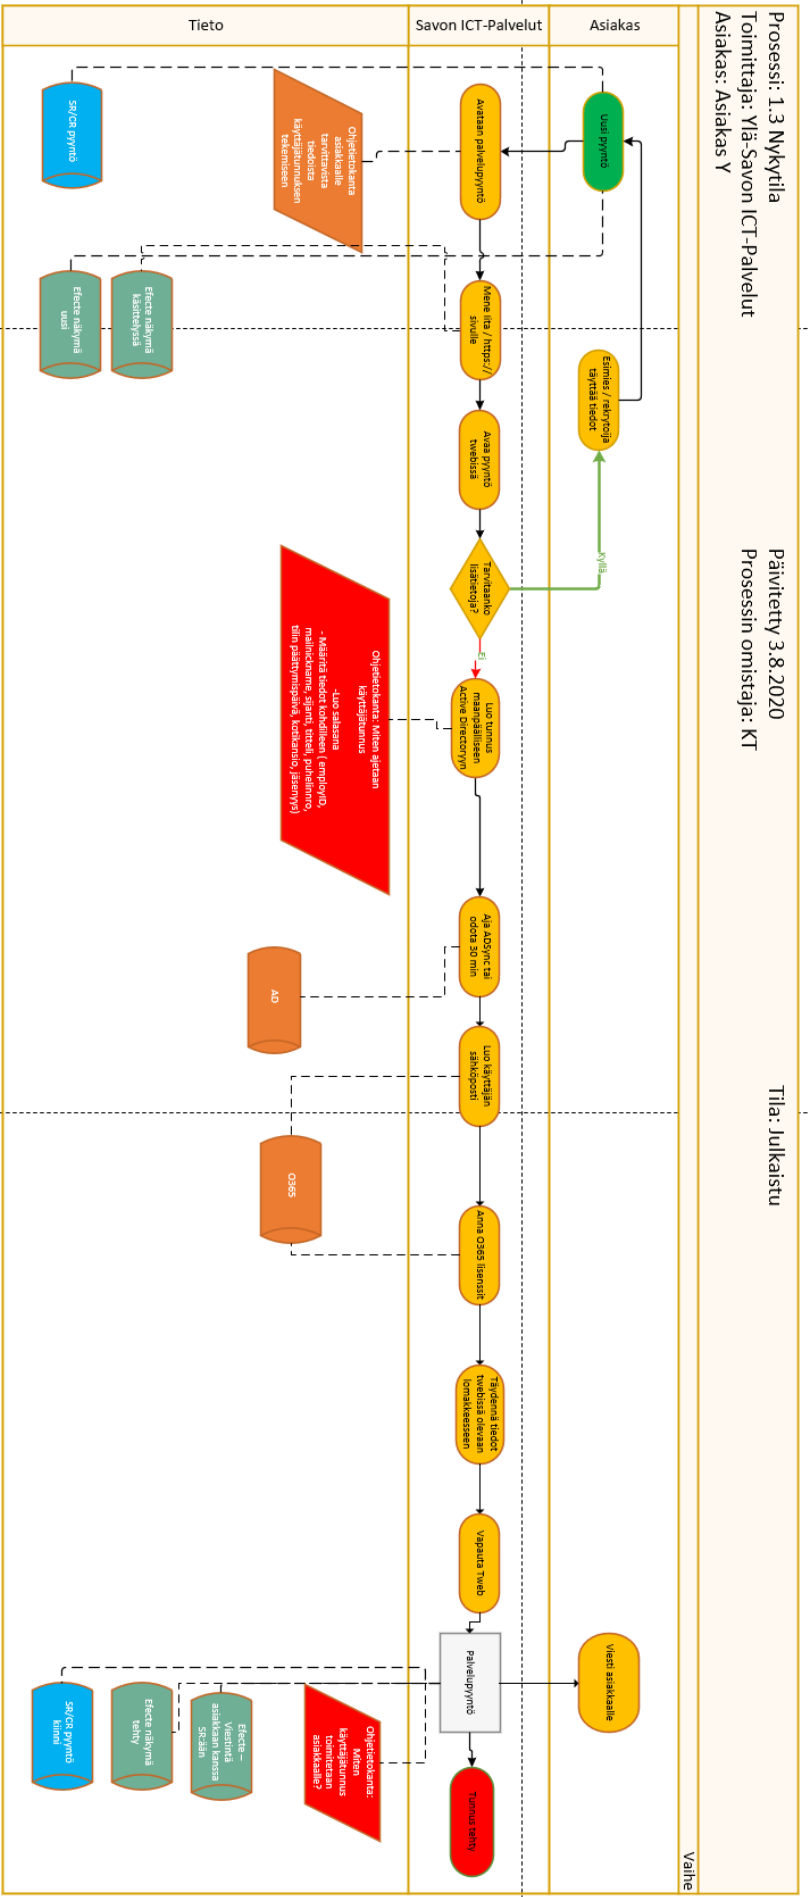 Prosessi: 1.3 Nykytila
Toimittaja: Ylä-Savon ICT-Palvelut
Asiakas: Asiakas Y
Päivitetty 3.8.2020
Prosessin omistaja: KT
Tila: Julkaistu
Vaihe
Asiakas
Uusi pyyntö
Esimies / rekrytoija
täyttää tiedot
Kyllä
Viesti asiakkaalle
Savon ICT-Palvelut
Avataan palvelupyyntö
Mene Iita / https://
sivulle
Avaa pyyntö
twebissä
Tarvitaanko
lisätietoja?
Ei
Luo tunnus
maanpäälliseen
Active Directoryyn
Aja ADSync tai
odota 30 min
Luo käyttäjän
sähköposti
Anna O365 lisenssit
Täydennä tiedot
twebissä olevaan
lomakkeesseen
Vapauta Tweb
Palvelupyyntö
Tunnus tehty
Tieto
Ohjetietokanta
asiakkaalle
tarvittavista
tiedoista
käyttäjätunnuksen
tekemiseen
SR/CR pyyntö
Efecte näkymä
käsittelyssä
Efecte näkymä
uusi
Ohjetietokanta: Miten ajetaan
käyttäjätunnus
-Luo salasana
- Määritä tiedot kohdilleen ( employID,
mailnickname, sijanti, titteli, puhelinnro,
tilin päättymispäivä, kotikansio, jäsenyys)
AD
O365
Ohjetietokanta:
Miten
käyttäjätunnus
toimitetaan
asiakkaalle?
Efecte –
Viestintä
asiakkaan kanssa
SR:ään
Efecte näkymä
tehty
SR/CR pyyntö
kiinni